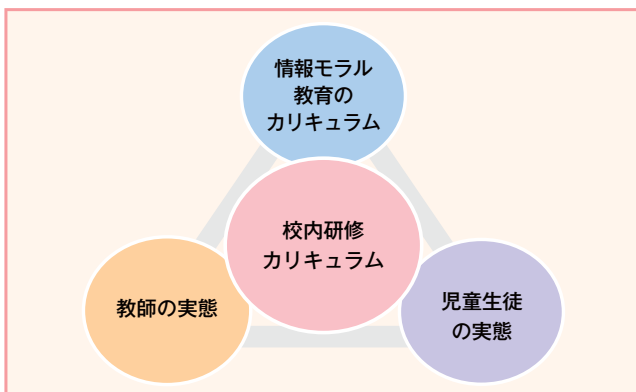 情報モラル
教育の
カリキュラム
校内研修
カリキュラム
教師の実態
児童生徒
の実態